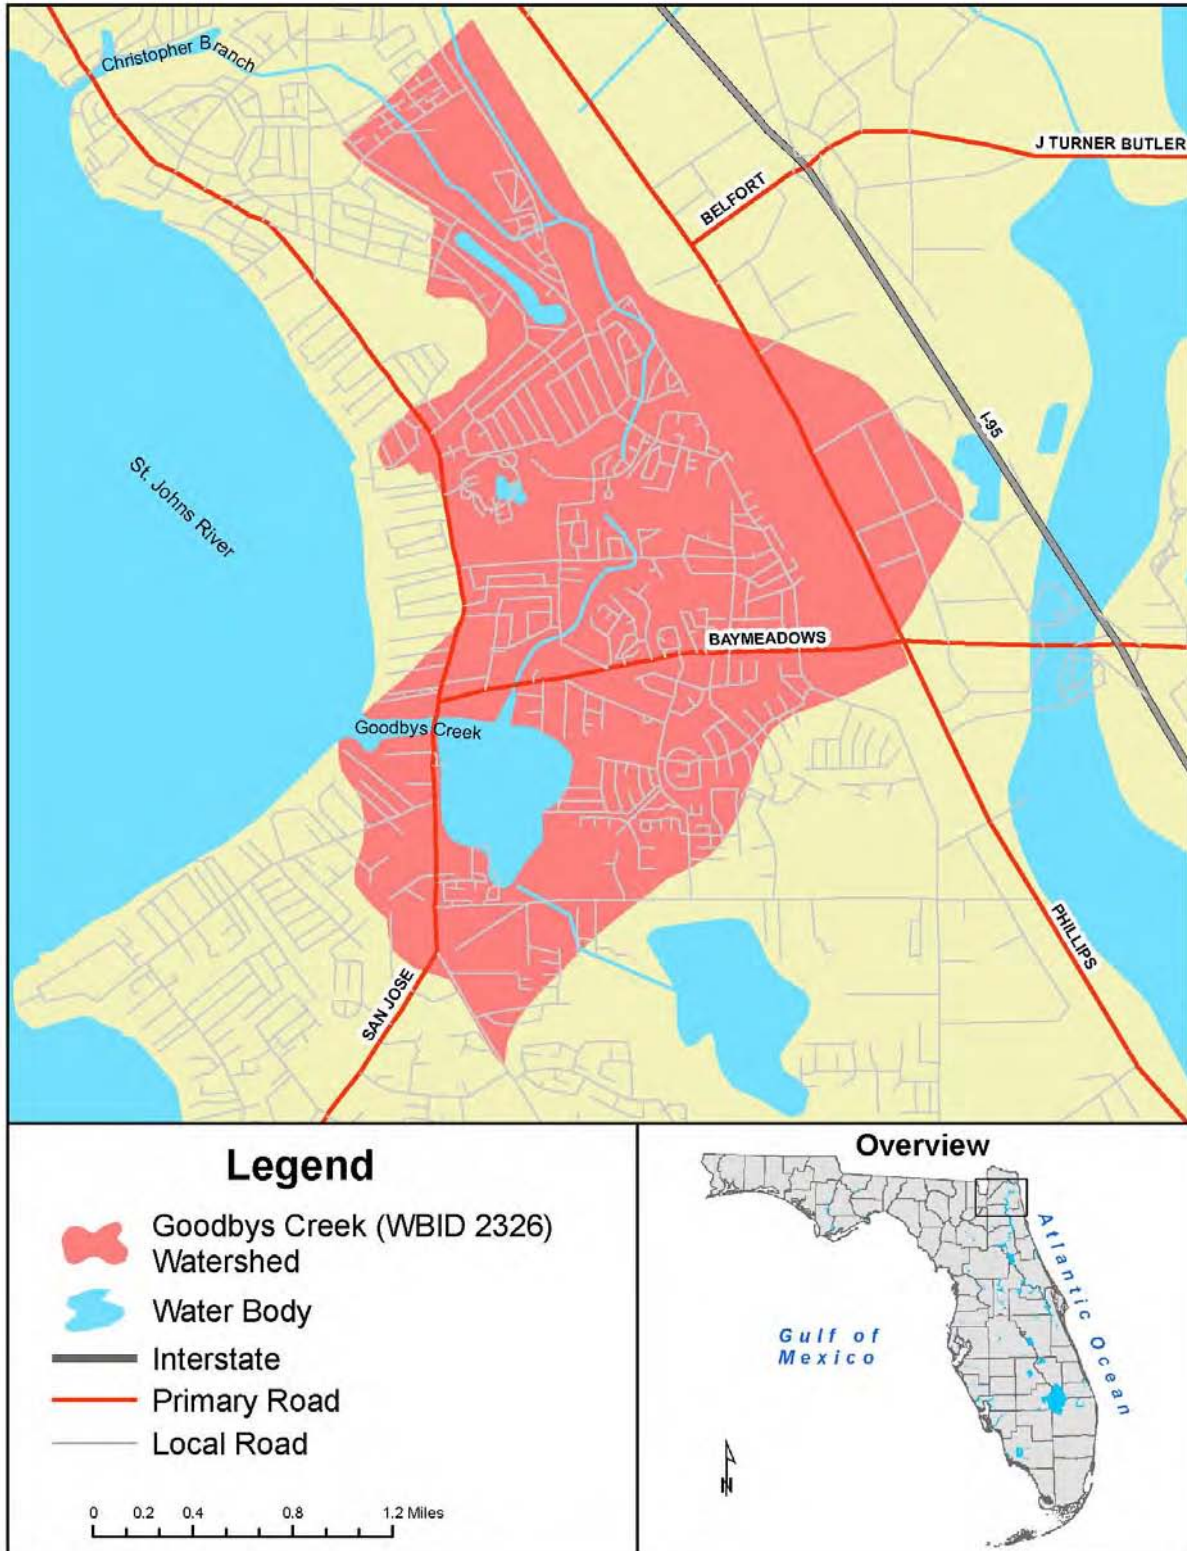 Christopher Branch
J TURNER BUTLER
BELFORT
I-95
St. Johns River
BAYMEADOWS
Goodbys Creek
PHILLIPS
SAN JOSE
Legend
Goodbys Creek (WBID 2326)
Watershed
Water Body
Interstate
Primary Road
Local Road
0 0.2 0.4 0.8 1.2 Miles
Overview
Atlantic Ocean
Gulf of
Mexico
N